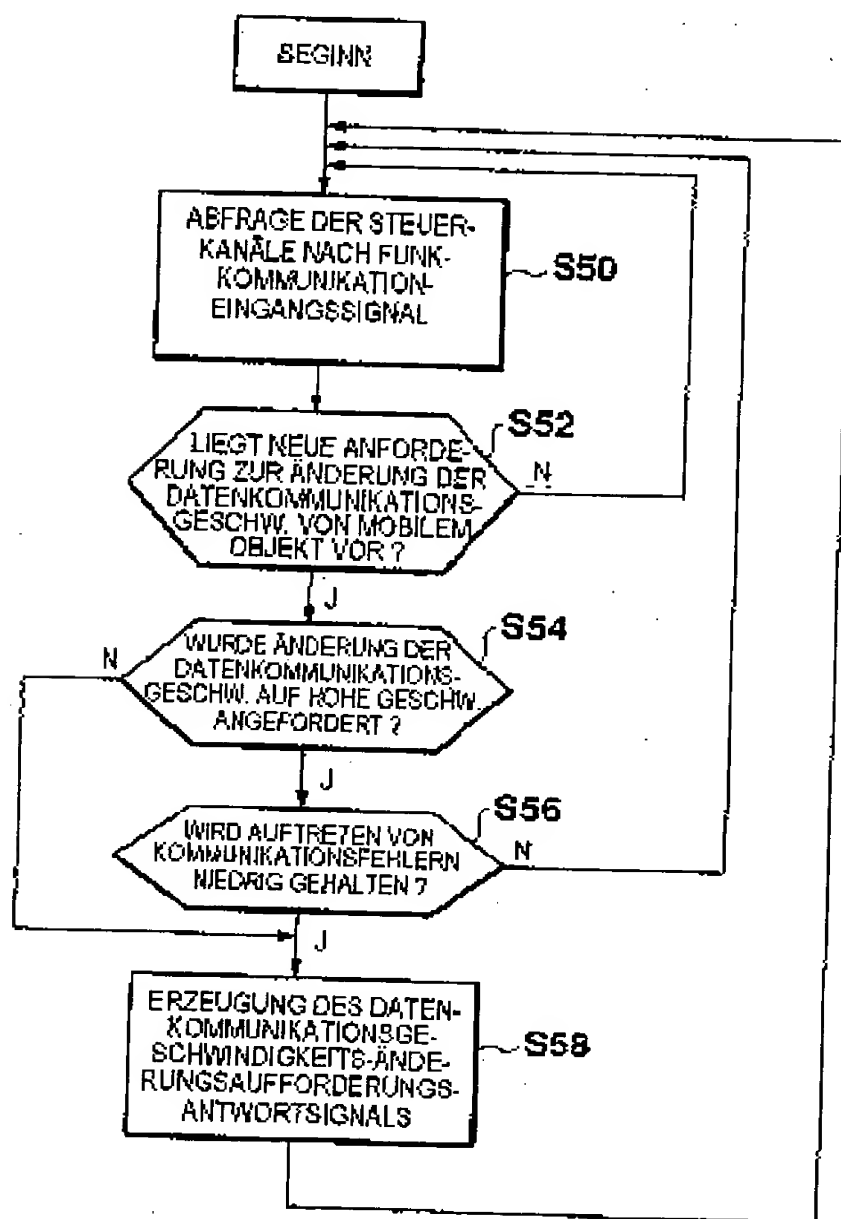 BEGINN
ABFRAGE DER STEUER-
KANÄLE NACH FUNK-
KOMMUNIKATION-
EINGANGSSIGNAL
S50
LIEGT NEUE ANFORDE-
RUNG ZUR ÄNDERUNG DER
DATENKOMMUNIKATIONS-
GESCHW. VON MOBILEM
OBJEKT VOR ?
S52
N
J
WURDE ÄNDERUNG DER
DATENKOMMUNIKATIONS-
GESCHW. AUF HOHE GESCHW.
ANGEFORDERT ?
S54
N
J
WIRD AUFTRETEN VON
KOMMUNIKATIONSFEHLERN
NIEDRIG GEHALTEN ?
S56
N
J
ERZEUGUNG DES DATEN-
KOMMUNIKATIONSGE-
SCHWINDIGKEITS-ÄNDE-
RUNGSAUFFORDERUNGS-
ANTWORTSIGNALS
S58